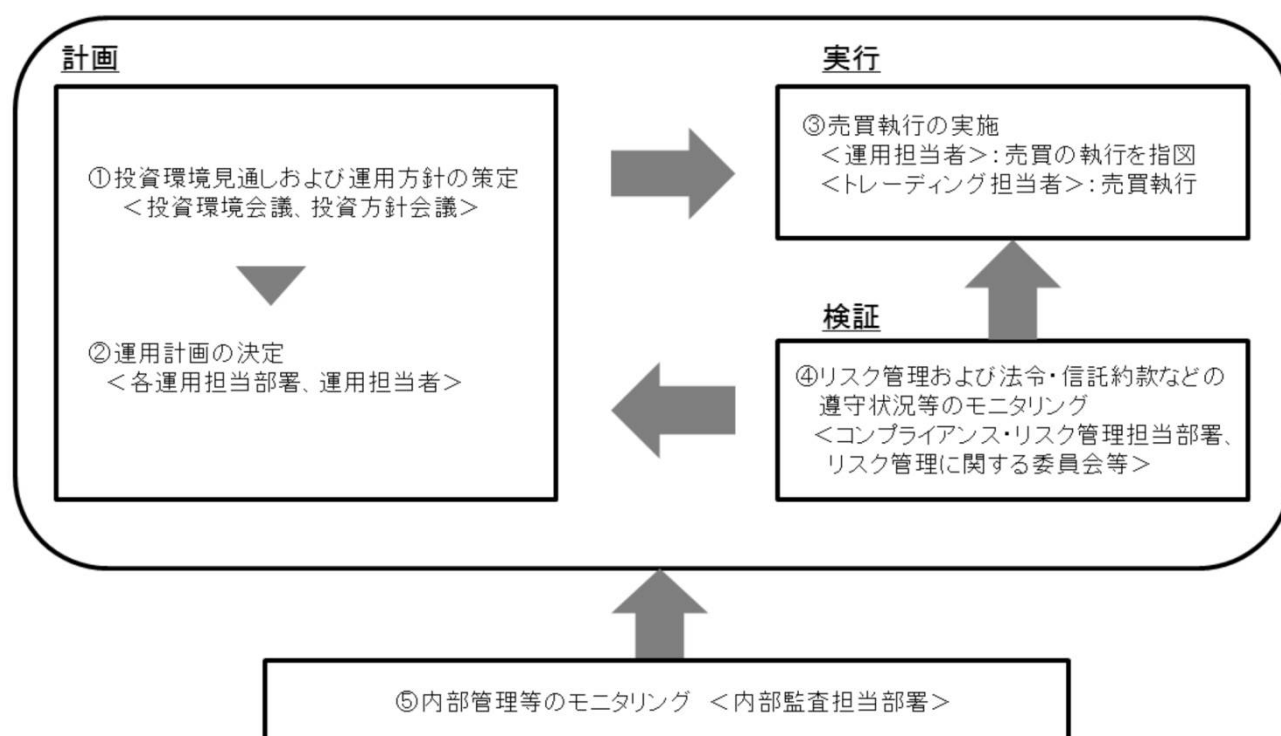 計画
①投資環境見通しおよび運用方針の策定
＜投資環境会議、投資方針会議＞
②運用計画の決定
＜各運用担当部署、運用担当者＞
実行
③売買執行の実施
＜運用担当者＞：売買の執行を指図
＜トレーディング担当者＞：売買執行
検証
④リスク管理および法令・信託約款などの
遵守状況等のモニタリング
＜コンプライアンス・リスク管理担当部署、
リスク管理に関する委員会等＞
⑤内部管理等のモニタリング ＜内部監査担当部署＞